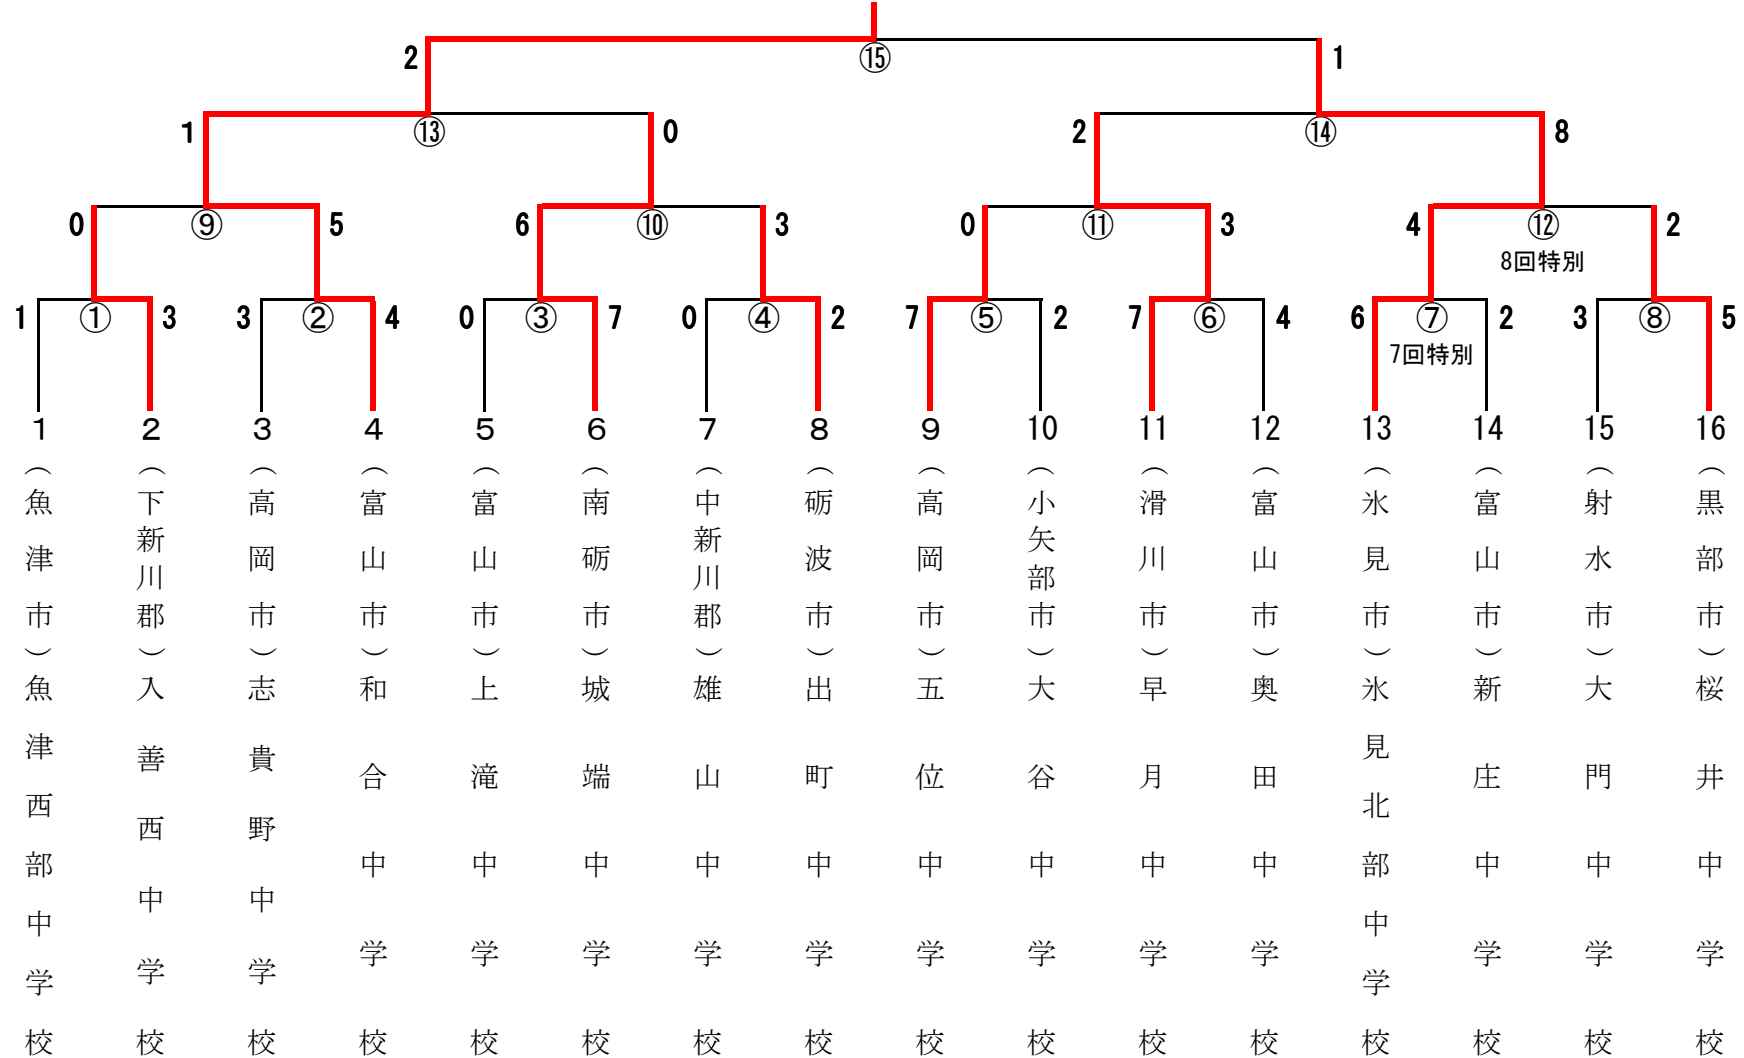 2 ⑮ 1
1 ⑬ 0 2 ⑭ 8
0 ⑨ 5 6 ⑩ 3 0 ⑪ 3 4 ⑫ 2
8回特別
1 ① 3 3 ② 4 0 ③ 7 0 ④ 2 7 ⑤ 2 7 ⑥ 4 6 ⑦ 2 3 ⑧ 5
7回特別
1 2 3 4 5 6 7 8 9 10 11 12 13 14 15 16
（魚津市）魚津西部中学校
（下新川郡）入善西中学校
（高岡市）志貴野中学校
（富山市）和合中学校
（富山市）上滝中学校
（南砺市）城端中学校
（中新川郡）雄山中学校
（砺波市）出町中学校
（高岡市）五位中学校
（小矢部市）大谷中学校
（滑川市）早月中学校
（富山市）奥田中学校
（氷見市）氷見北部中学校
（富山市）新庄中学校
（射水市）大門中学校
（黒部市）桜井中学校